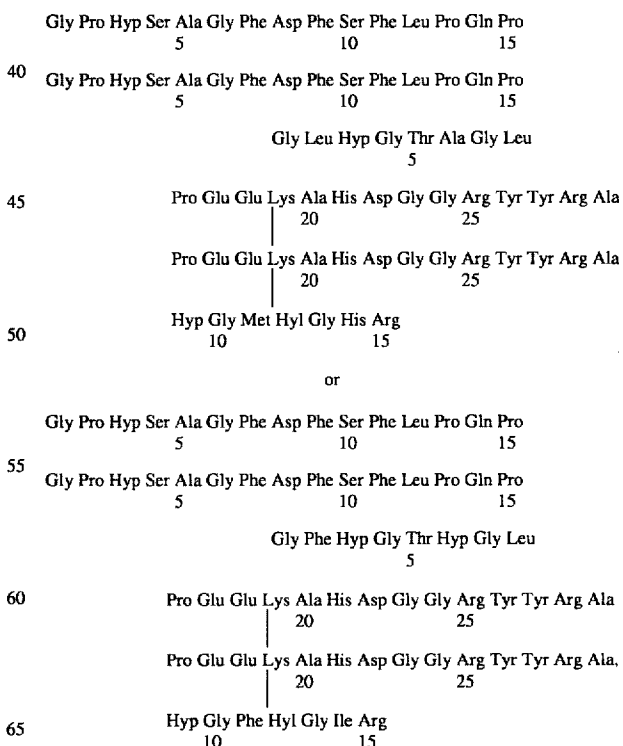 Gly Pro Hyp Ser Ala Gly Phe Asp Phe Ser Phe Leu Pro Gln Pro
5 10 15
40 Gly Pro Hyp Ser Ala Gly Phe Asp Phe Ser Phe Leu Pro Gln Pro
5 10 15
Gly Leu Hyp Gly Thr Ala Gly Leu
5
45 Pro Glu Glu Lys Ala His Asp Gly Gly Arg Tyr Tyr Arg Ala
20 25
Pro Glu Glu Lys Ala His Asp Gly Gly Arg Tyr Tyr Arg Ala
20 25
Hyp Gly Met Hyl Gly His Arg
50 10 15
or
Gly Pro Hyp Ser Ala Gly Phe Asp Phe Ser Phe Leu Pro Gln Pro
5 10 15
55
Gly Pro Hyp Ser Ala Gly Phe Asp Phe Ser Phe Leu Pro Gln Pro
5 10 15
Gly Phe Hyp Gly Thr Hyp Gly Leu
5
60 Pro Glu Glu Lys Ala His Asp Gly Gly Arg Tyr Tyr Arg Ala
20 25
Pro Glu Glu Lys Ala His Asp Gly Gly Arg Tyr Tyr Arg Ala,
20 25
Hyp Gly Phe Hyl Gly Ile Arg
65 10 15